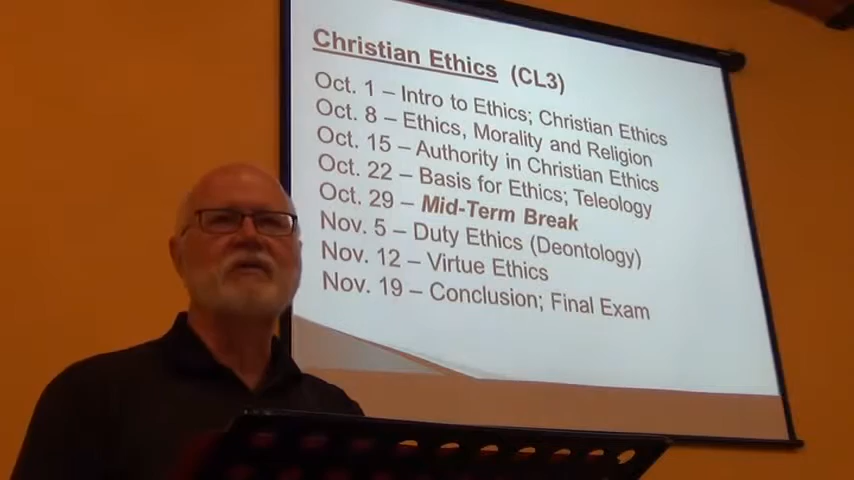 Christian Ethics (CL3)
Oct. 1 – Intro to Ethics; Christian Ethics
Oct. 8 – Ethics, Morality and Religion
Oct. 15 – Authority in Christian Ethics
Oct. 22 – Basis for Ethics; Teleology
Oct. 29 – Mid-Term Break
Nov. 5 – Duty Ethics (Deontology)
Nov. 12 – Virtue Ethics
Nov. 19 – Conclusion; Final Exam